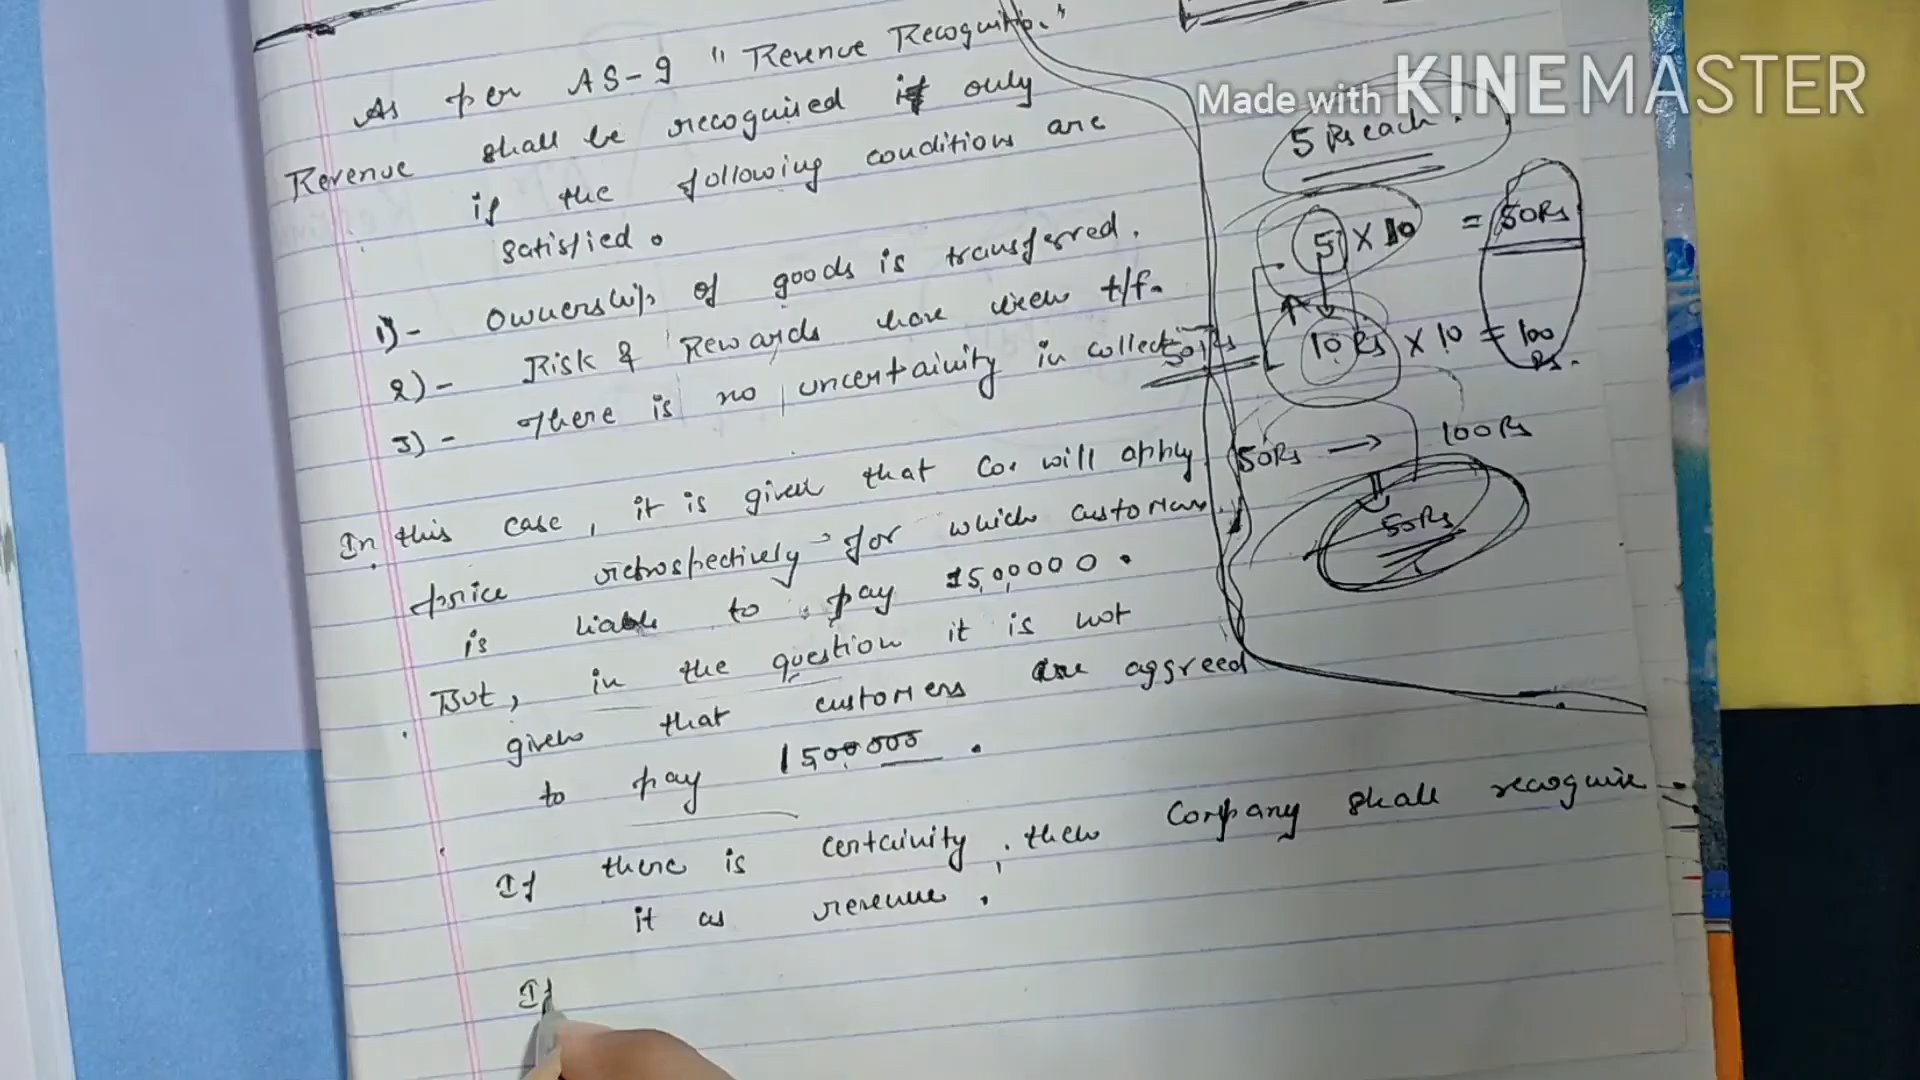 As per AS-9 "Revenue Recognition."
Revenue shall be recognised if only
if the following conditions are
satisfied.
1)- Ownership of goods is transferred.
2)- Risk & Rewards have been t/f.
3)- There is no uncertainity in collect
In this case, it is given that Co. will apply
price retrospectively for which customer
is liable to pay 1500000.
But, in the question it is not
given that customers are aggreed
to pay 1500000.
If there is certainity, then Company shall recognise
it as revenue.
If
Made with KINEMASTER
5 Rs each.
5 X 10 = 50Rs
10 Rs X 10 = 100
Rs.
50Rs
50Rs → 100Rs
50Rs